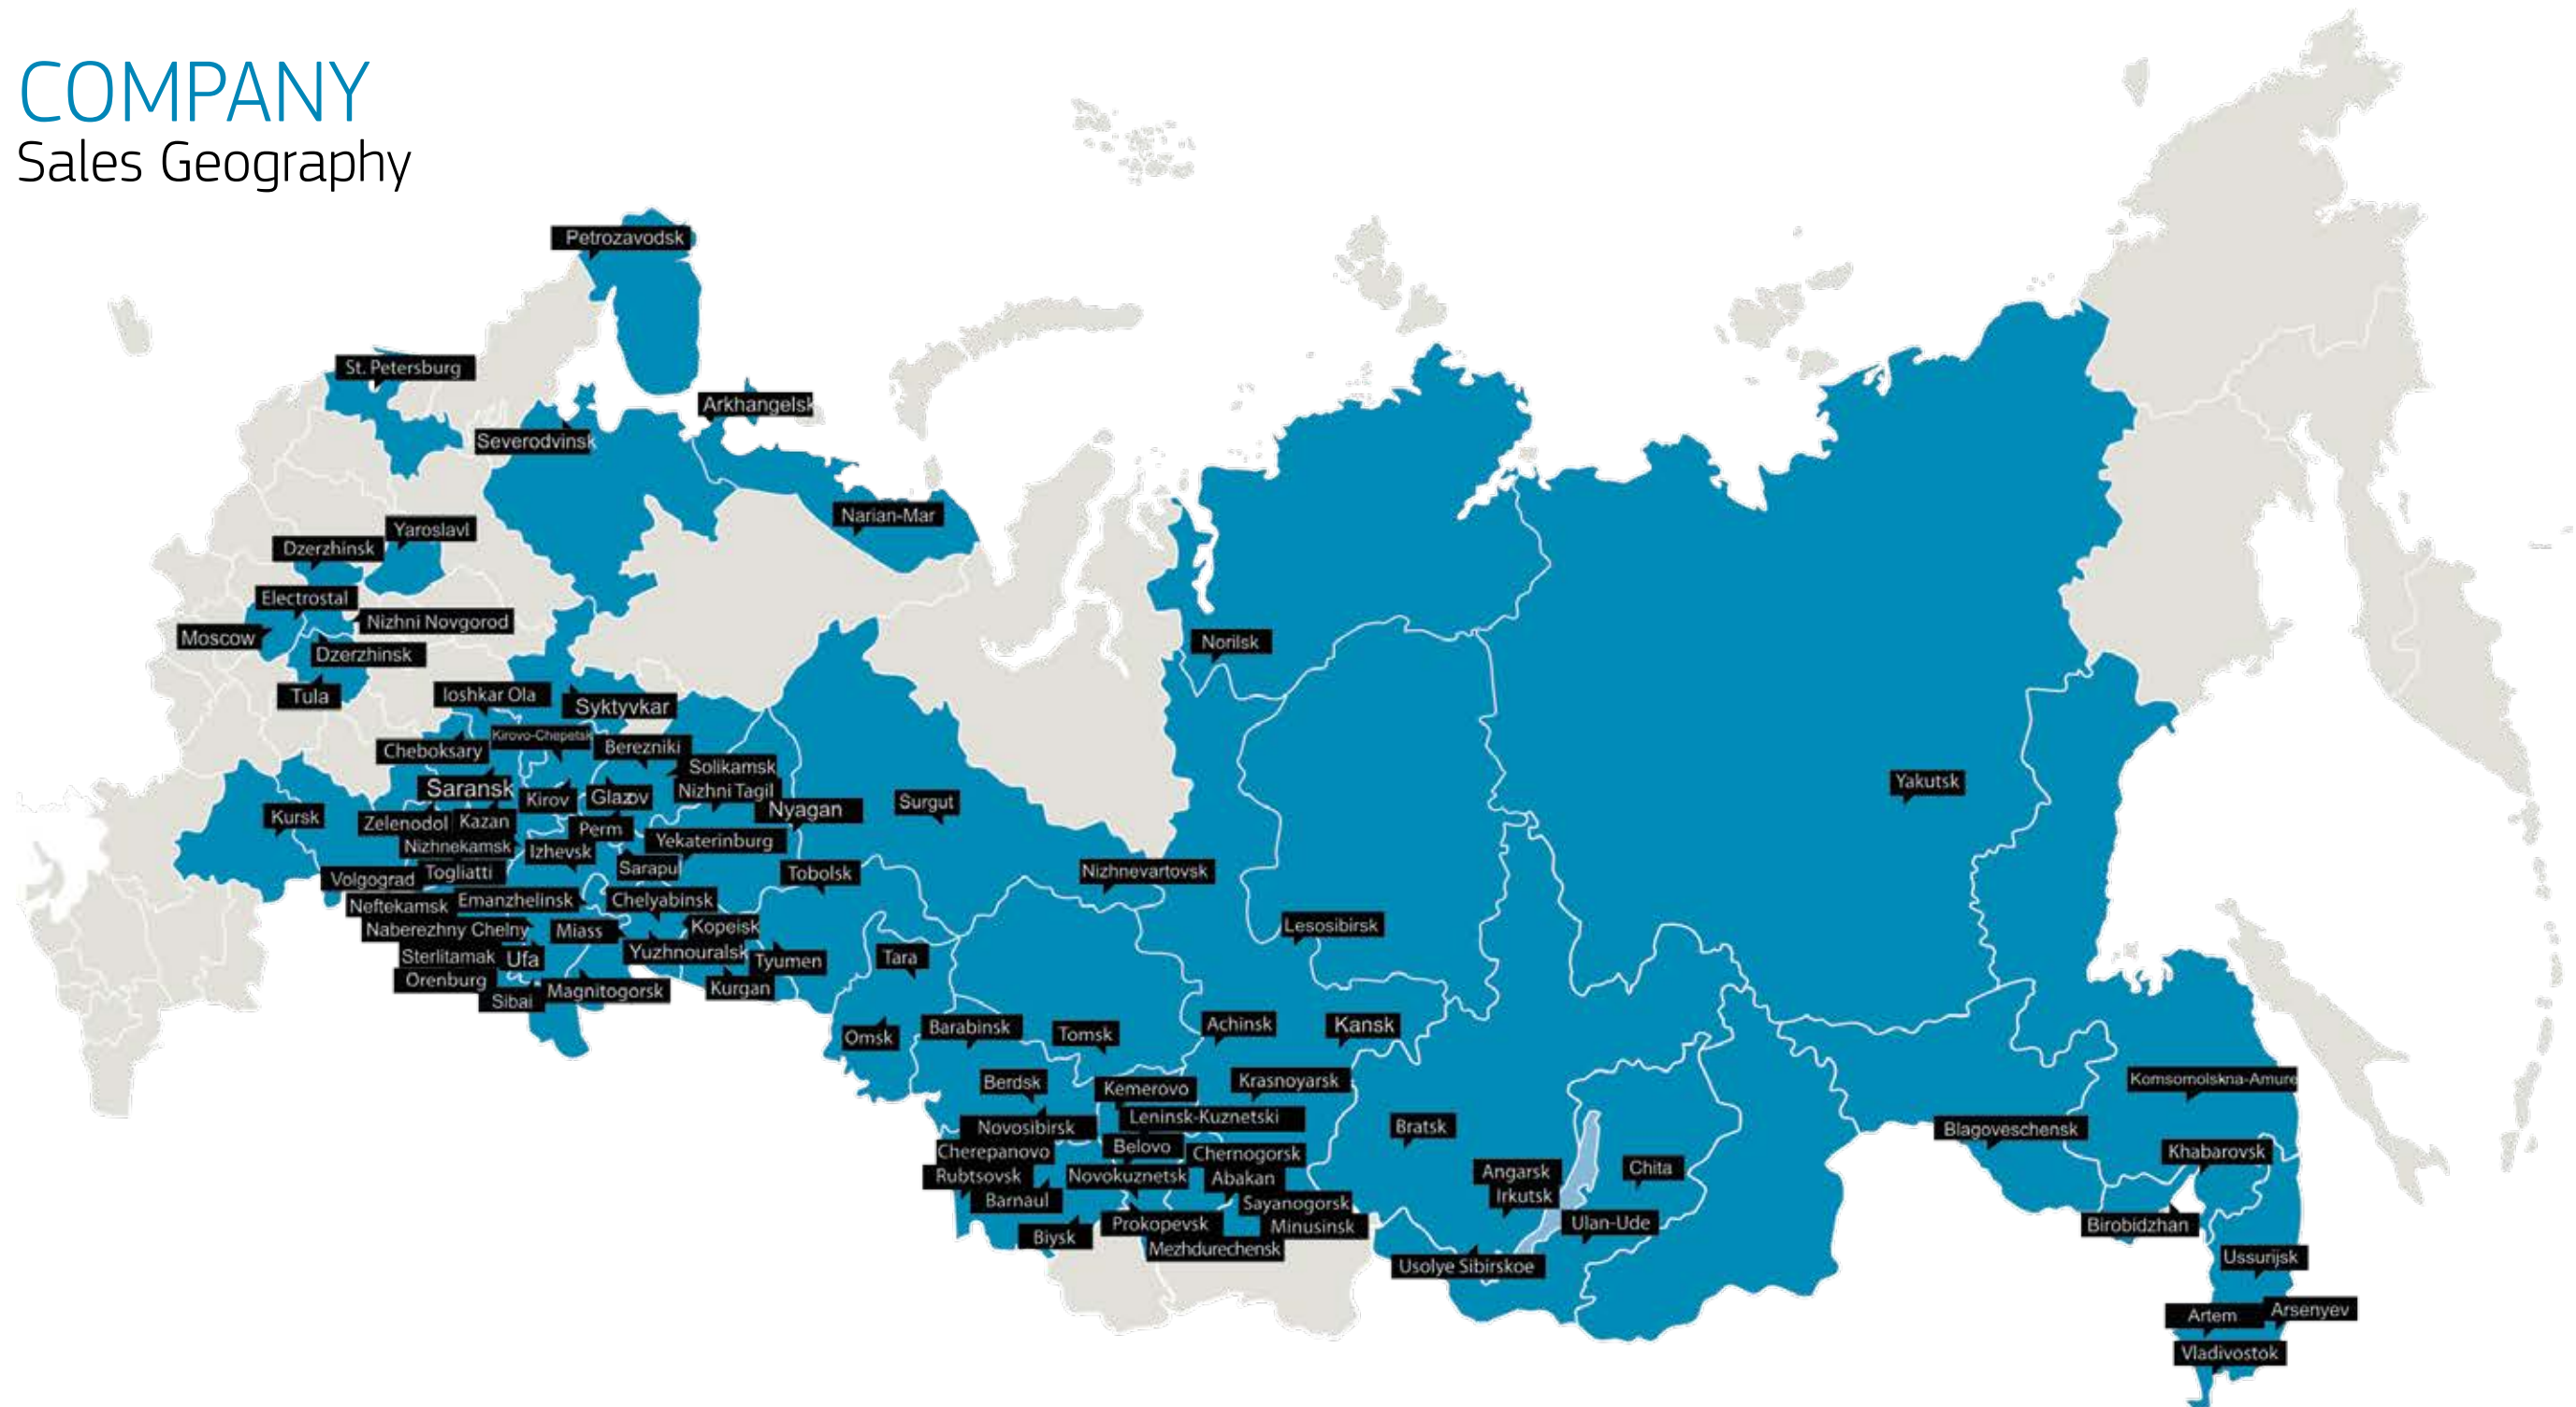 COMPANY
Sales Geography
Petrozavodsk
St. Petersburg
Arkhangelsk
Severodvinsk
Narian-Mar
Yaroslavl
Dzerzhinsk
Electrostal
Nizhni Novgorod
Moscow
Dzerzhinsk
Norilsk
Tula
Ioshkar Ola
Syktyvkar
Kirovo-Chepetsk
Cheboksary
Berezniki
Solikamsk
Yakutsk
Saransk
Kirov
Glazov
Nizhni Tagil
Nyagan
Surgut
Kursk
Zelenodol
Kazan
Perm
Yekaterinburg
Nizhnekamsk
Izhevsk
Sarapul
Tobolsk
Nizhnevartovsk
Volgograd
Togliatti
Neftekamsk
Emanzhelinsk
Chelyabinsk
Lesosibirsk
Naberezhny Chelny
Miass
Kopeisk
Sterlitamak
Ufa
Yuzhnouralsk
Tyumen
Tara
Orenburg
Sibai
Magnitogorsk
Kurgan
Omsk
Barabinsk
Tomsk
Achinsk
Kansk
Berdsk
Kemerovo
Krasnoyarsk
Komsomolskna-Amure
Novosibirsk
Leninsk-Kuznetski
Bratsk
Blagoveschensk
Cherepanovo
Belovo
Chernogorsk
Khabarovsk
Rubtsovsk
Novokuznetsk
Abakan
Angarsk
Chita
Barnaul
Sayanogorsk
Irkutsk
Biysk
Prokopevsk
Minusinsk
Ulan-Ude
Birobidzhan
Mezhdurechensk
Usolye Sibirskoe
Ussurijsk
Artem
Arsenyev
Vladivostok